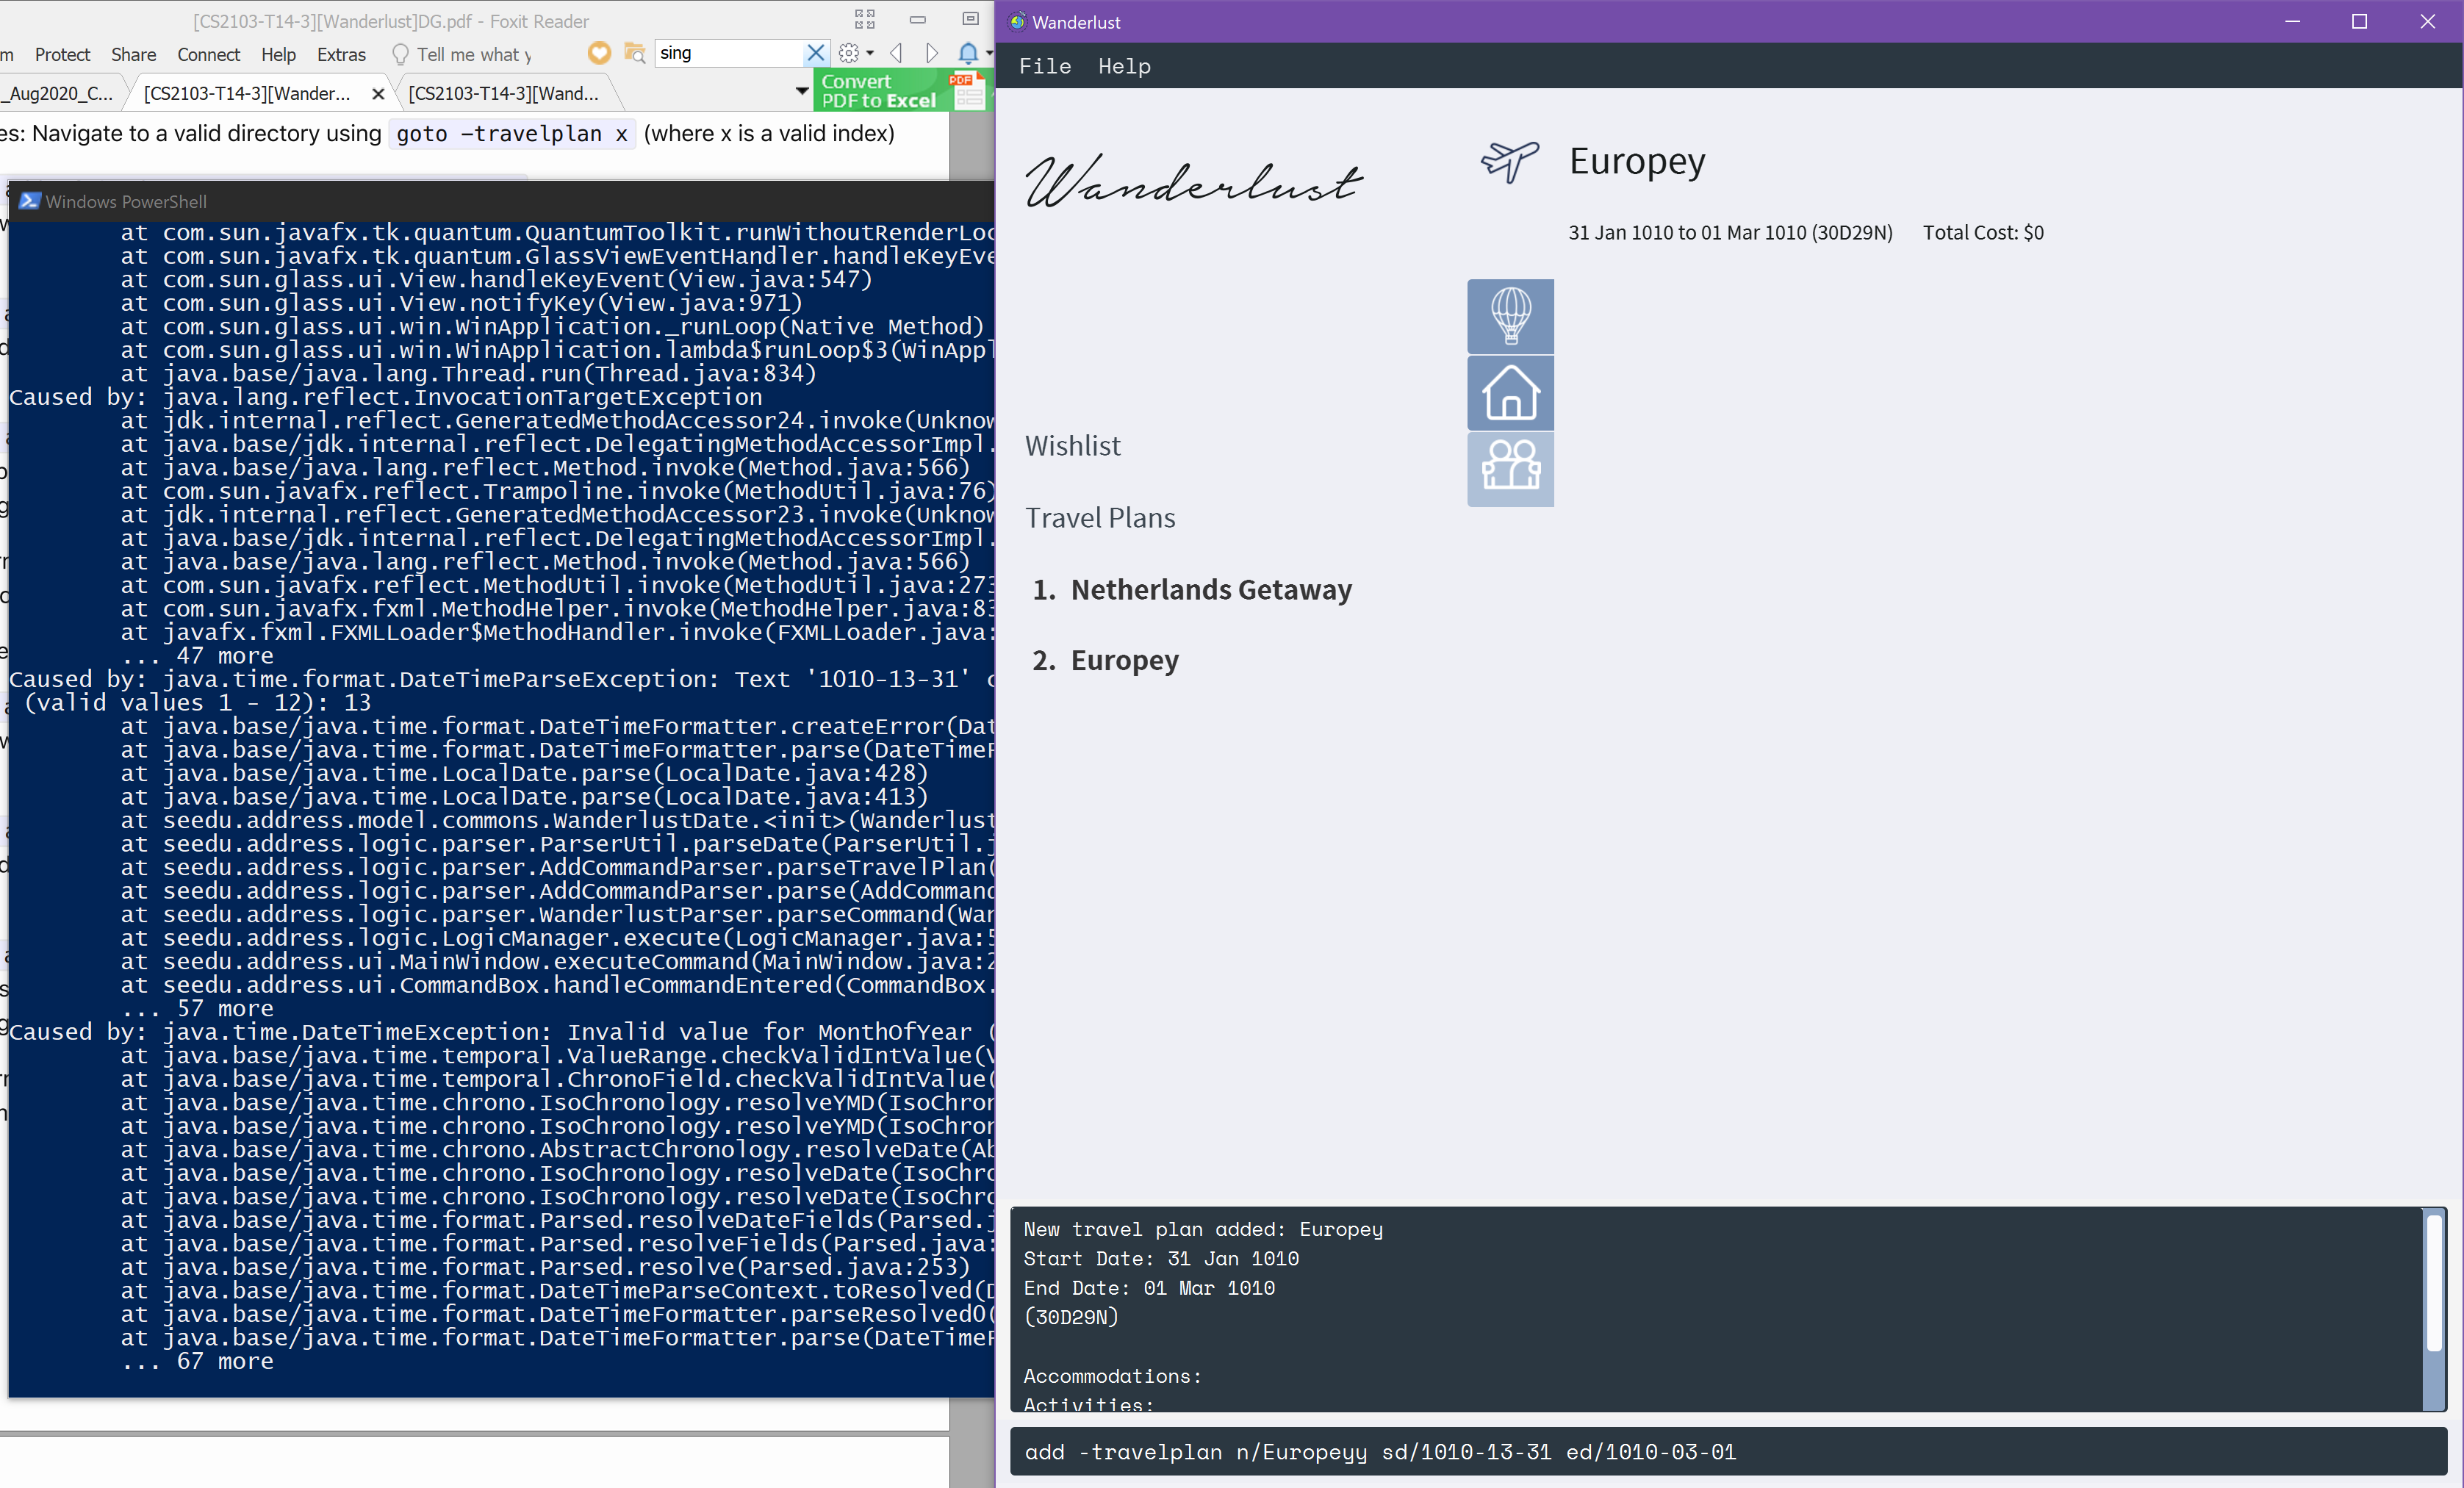 [CS2103-T14-3][Wanderlust]DG.pdf - Foxit Reader
Protect Share Connect Help Extras Tell me what y
sing
_Aug2020_C...
[CS2103-T14-3][Wander...
[CS2103-T14-3][Wand...
Convert
PDF to Excel
PDF
es: Navigate to a valid directory using goto -travelplan x (where x is a valid index)
Windows PowerShell
at com.sun.javafx.tk.quantum.QuantumToolkit.runWithoutRenderLoc
at com.sun.javafx.tk.quantum.GlassViewEventHandler.handleKeyEve
at com.sun.glass.ui.View.handleKeyEvent(View.java:547)
at com.sun.glass.ui.View.notifyKey(View.java:971)
at com.sun.glass.ui.win.WinApplication._runLoop(Native Method)
at com.sun.glass.ui.win.WinApplication.lambda$runLoop$3(WinAppl
at java.base/java.lang.Thread.run(Thread.java:834)
Caused by: java.lang.reflect.InvocationTargetException
at jdk.internal.reflect.GeneratedMethodAccessor24.invoke(Unknow
at java.base/jdk.internal.reflect.DelegatingMethodAccessorImpl.
at java.base/java.lang.reflect.Method.invoke(Method.java:566)
at com.sun.javafx.reflect.Trampoline.invoke(MethodUtil.java:76)
at jdk.internal.reflect.GeneratedMethodAccessor23.invoke(Unknow
at java.base/jdk.internal.reflect.DelegatingMethodAccessorImpl.
at java.base/java.lang.reflect.Method.invoke(Method.java:566)
at com.sun.javafx.reflect.MethodUtil.invoke(MethodUtil.java:273
at com.sun.javafx.fxml.MethodHelper.invoke(MethodHelper.java:83
at javafx.fxml.FXMLLoader$MethodHandler.invoke(FXMLLoader.java:
... 47 more
Caused by: java.time.format.DateTimeParseException: Text '1010-13-31' c
(valid values 1 - 12): 13
at java.base/java.time.format.DateTimeFormatter.createError(Dat
at java.base/java.time.format.DateTimeFormatter.parse(DateTimeF
at java.base/java.time.LocalDate.parse(LocalDate.java:428)
at java.base/java.time.LocalDate.parse(LocalDate.java:413)
at seedu.address.model.commons.WanderlustDate.<init>(Wanderlust
at seedu.address.logic.parser.ParserUtil.parseDate(ParserUtil.j
at seedu.address.logic.parser.AddCommandParser.parseTravelPlan(
at seedu.address.logic.parser.AddCommandParser.parse(AddCommand
at seedu.address.logic.parser.WanderlustParser.parseCommand(Wan
at seedu.address.logic.LogicManager.execute(LogicManager.java:5
at seedu.address.ui.MainWindow.executeCommand(MainWindow.java:2
at seedu.address.ui.CommandBox.handleCommandEntered(CommandBox.
... 57 more
Caused by: java.time.DateTimeException: Invalid value for MonthOfYear (
at java.base/java.time.temporal.ValueRange.checkValidIntValue(V
at java.base/java.time.temporal.ChronoField.checkValidIntValue(
at java.base/java.time.chrono.IsoChronology.resolveYMD(IsoChron
at java.base/java.time.chrono.IsoChronology.resolveYMD(IsoChron
at java.base/java.time.chrono.AbstractChronology.resolveDate(Ab
at java.base/java.time.chrono.IsoChronology.resolveDate(IsoChro
at java.base/java.time.chrono.IsoChronology.resolveDate(IsoChro
at java.base/java.time.format.Parsed.resolveDateFields(Parsed.j
at java.base/java.time.format.Parsed.resolveFields(Parsed.java:
at java.base/java.time.format.Parsed.resolve(Parsed.java:253)
at java.base/java.time.format.DateTimeParseContext.toResolved(D
at java.base/java.time.format.DateTimeFormatter.parseResolved0(
at java.base/java.time.format.DateTimeFormatter.parse(DateTimeF
... 67 more
Wanderlust
File Help
Wanderlust
Wishlist
Travel Plans
1. Netherlands Getaway
2. Europey
Europey
31 Jan 1010 to 01 Mar 1010 (30D29N) Total Cost: $0
New travel plan added: Europey
Start Date: 31 Jan 1010
End Date: 01 Mar 1010
(30D29N)
Accommodations:
Activities:
add -travelplan n/Europeyy sd/1010-13-31 ed/1010-03-01